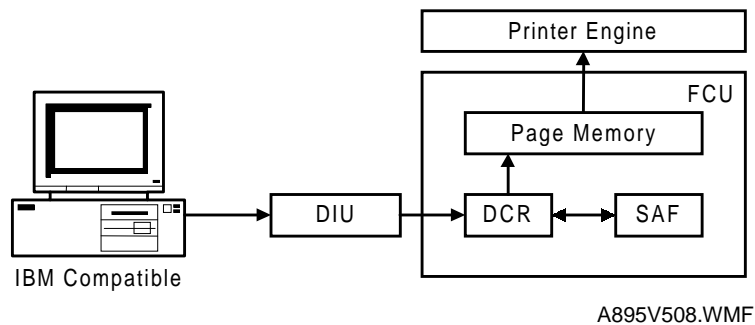 Printer Engine
FCU
Page Memory
DIU
DCR
SAF
IBM Compatible
A895V508.WMF